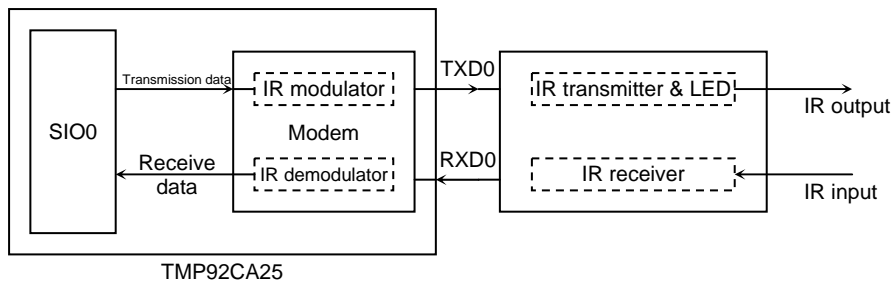 Transmission data
TXD0
IR modulator
IR transmitter & LED
IR output
SIO0
Modem
Receive
data
RXD0
IR demodulator
IR receiver
IR input
TMP92CA25